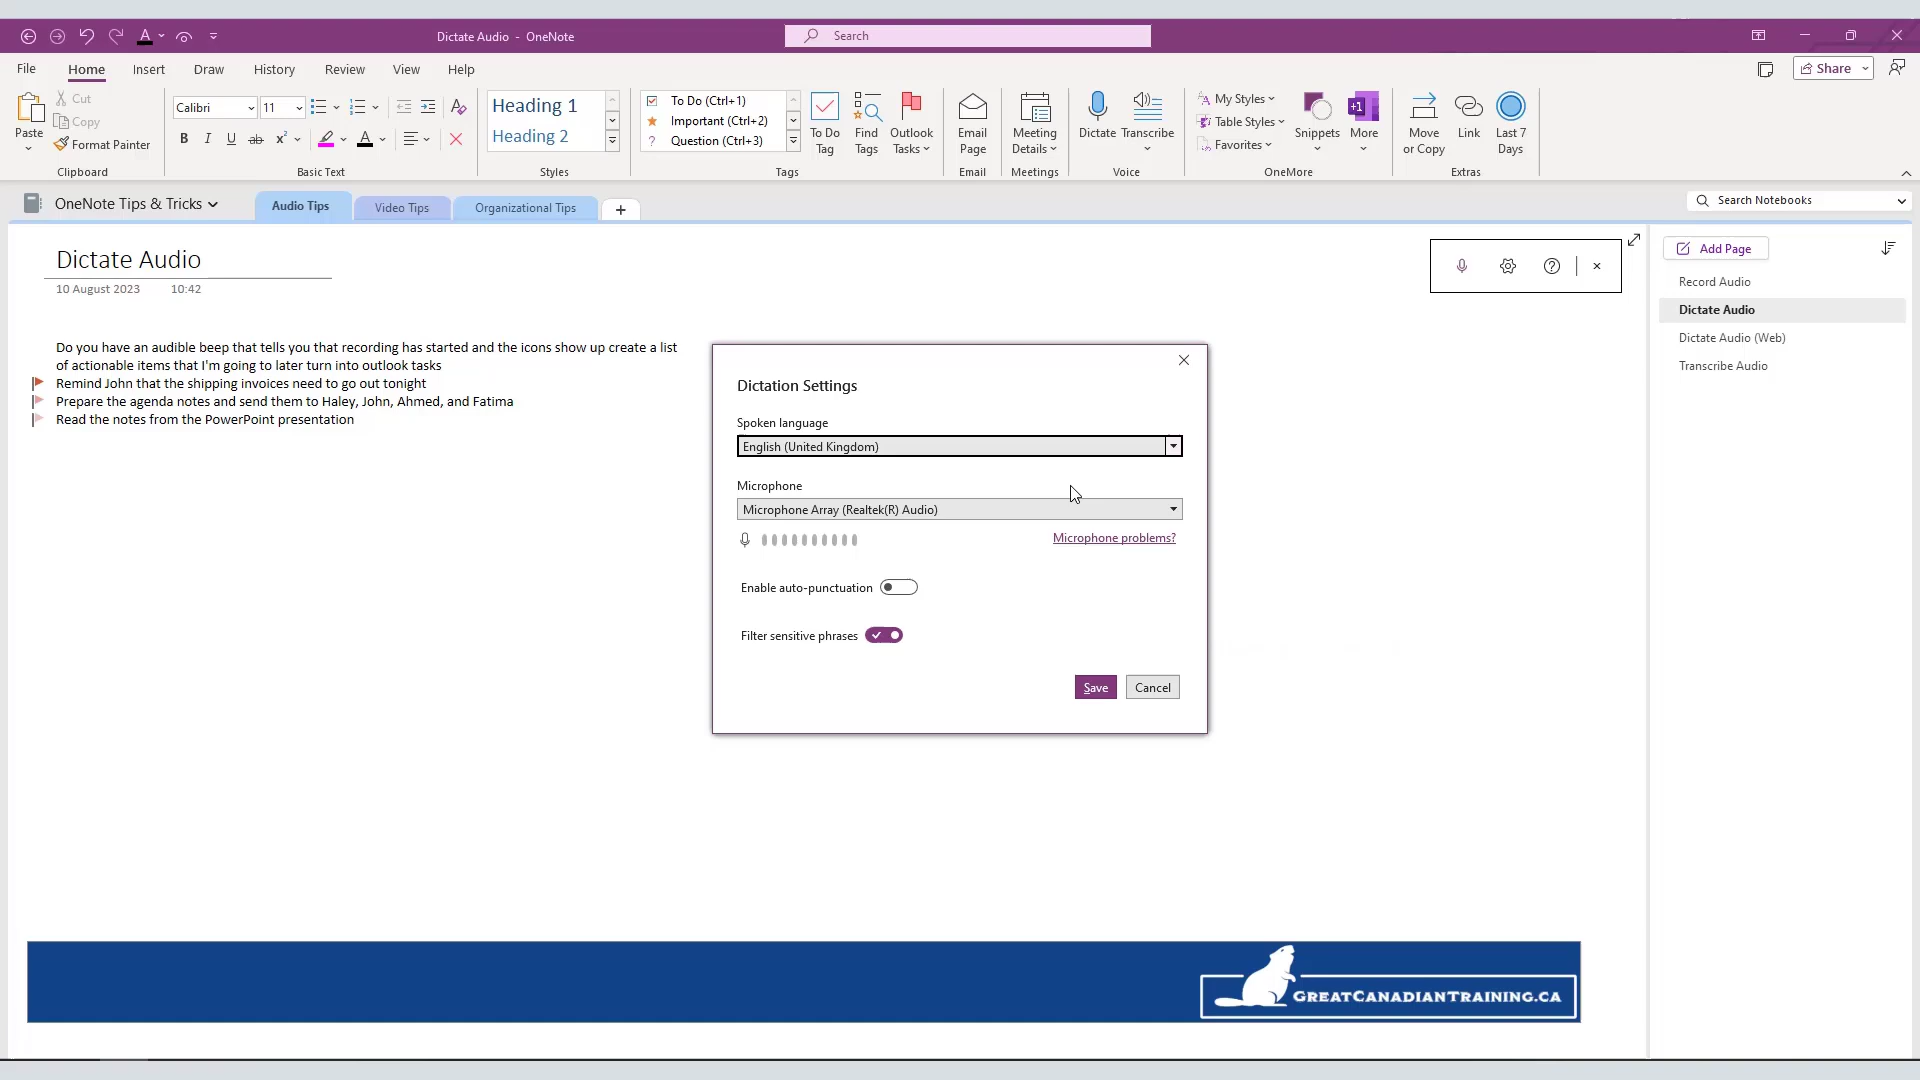 Dictate Audio - OneNote
Search
File Home Insert Draw History Review View Help
Share
Paste
Cut
Copy
Format Painter
Clipboard
Calibri 11
Basic Text
Heading 1
Heading 2
Styles
To Do (Ctrl+1)
Important (Ctrl+2)
? Question (Ctrl+3)
To Do Tag
Find Tags
Outlook Tasks
Tags
Email Page
Email
Meeting Details
Meetings
Dictate
Transcribe
Voice
My Styles
Table Styles
Favorites
Snippets
+1
More
OneMore
Move or Copy
Link
Last 7 Days
Extras
OneNote Tips & Tricks
Audio Tips Video Tips Organizational Tips +
Search Notebooks
Dictate Audio
10 August 2023 10:42
Do you have an audible beep that tells you that recording has started and the icons show up create a list
of actionable items that I'm going to later turn into outlook tasks
Remind John that the shipping invoices need to go out tonight
Prepare the agenda notes and send them to Haley, John, Ahmed, and Fatima
Read the notes from the PowerPoint presentation
Dictation Settings
Spoken language
English (United Kingdom)
Microphone
Microphone Array (Realtek(R) Audio)
Microphone problems?
Enable auto-punctuation
Filter sensitive phrases
Save Cancel
Add Page
Record Audio
Dictate Audio
Dictate Audio (Web)
Transcribe Audio
GREATCANADIANTRAINING.CA